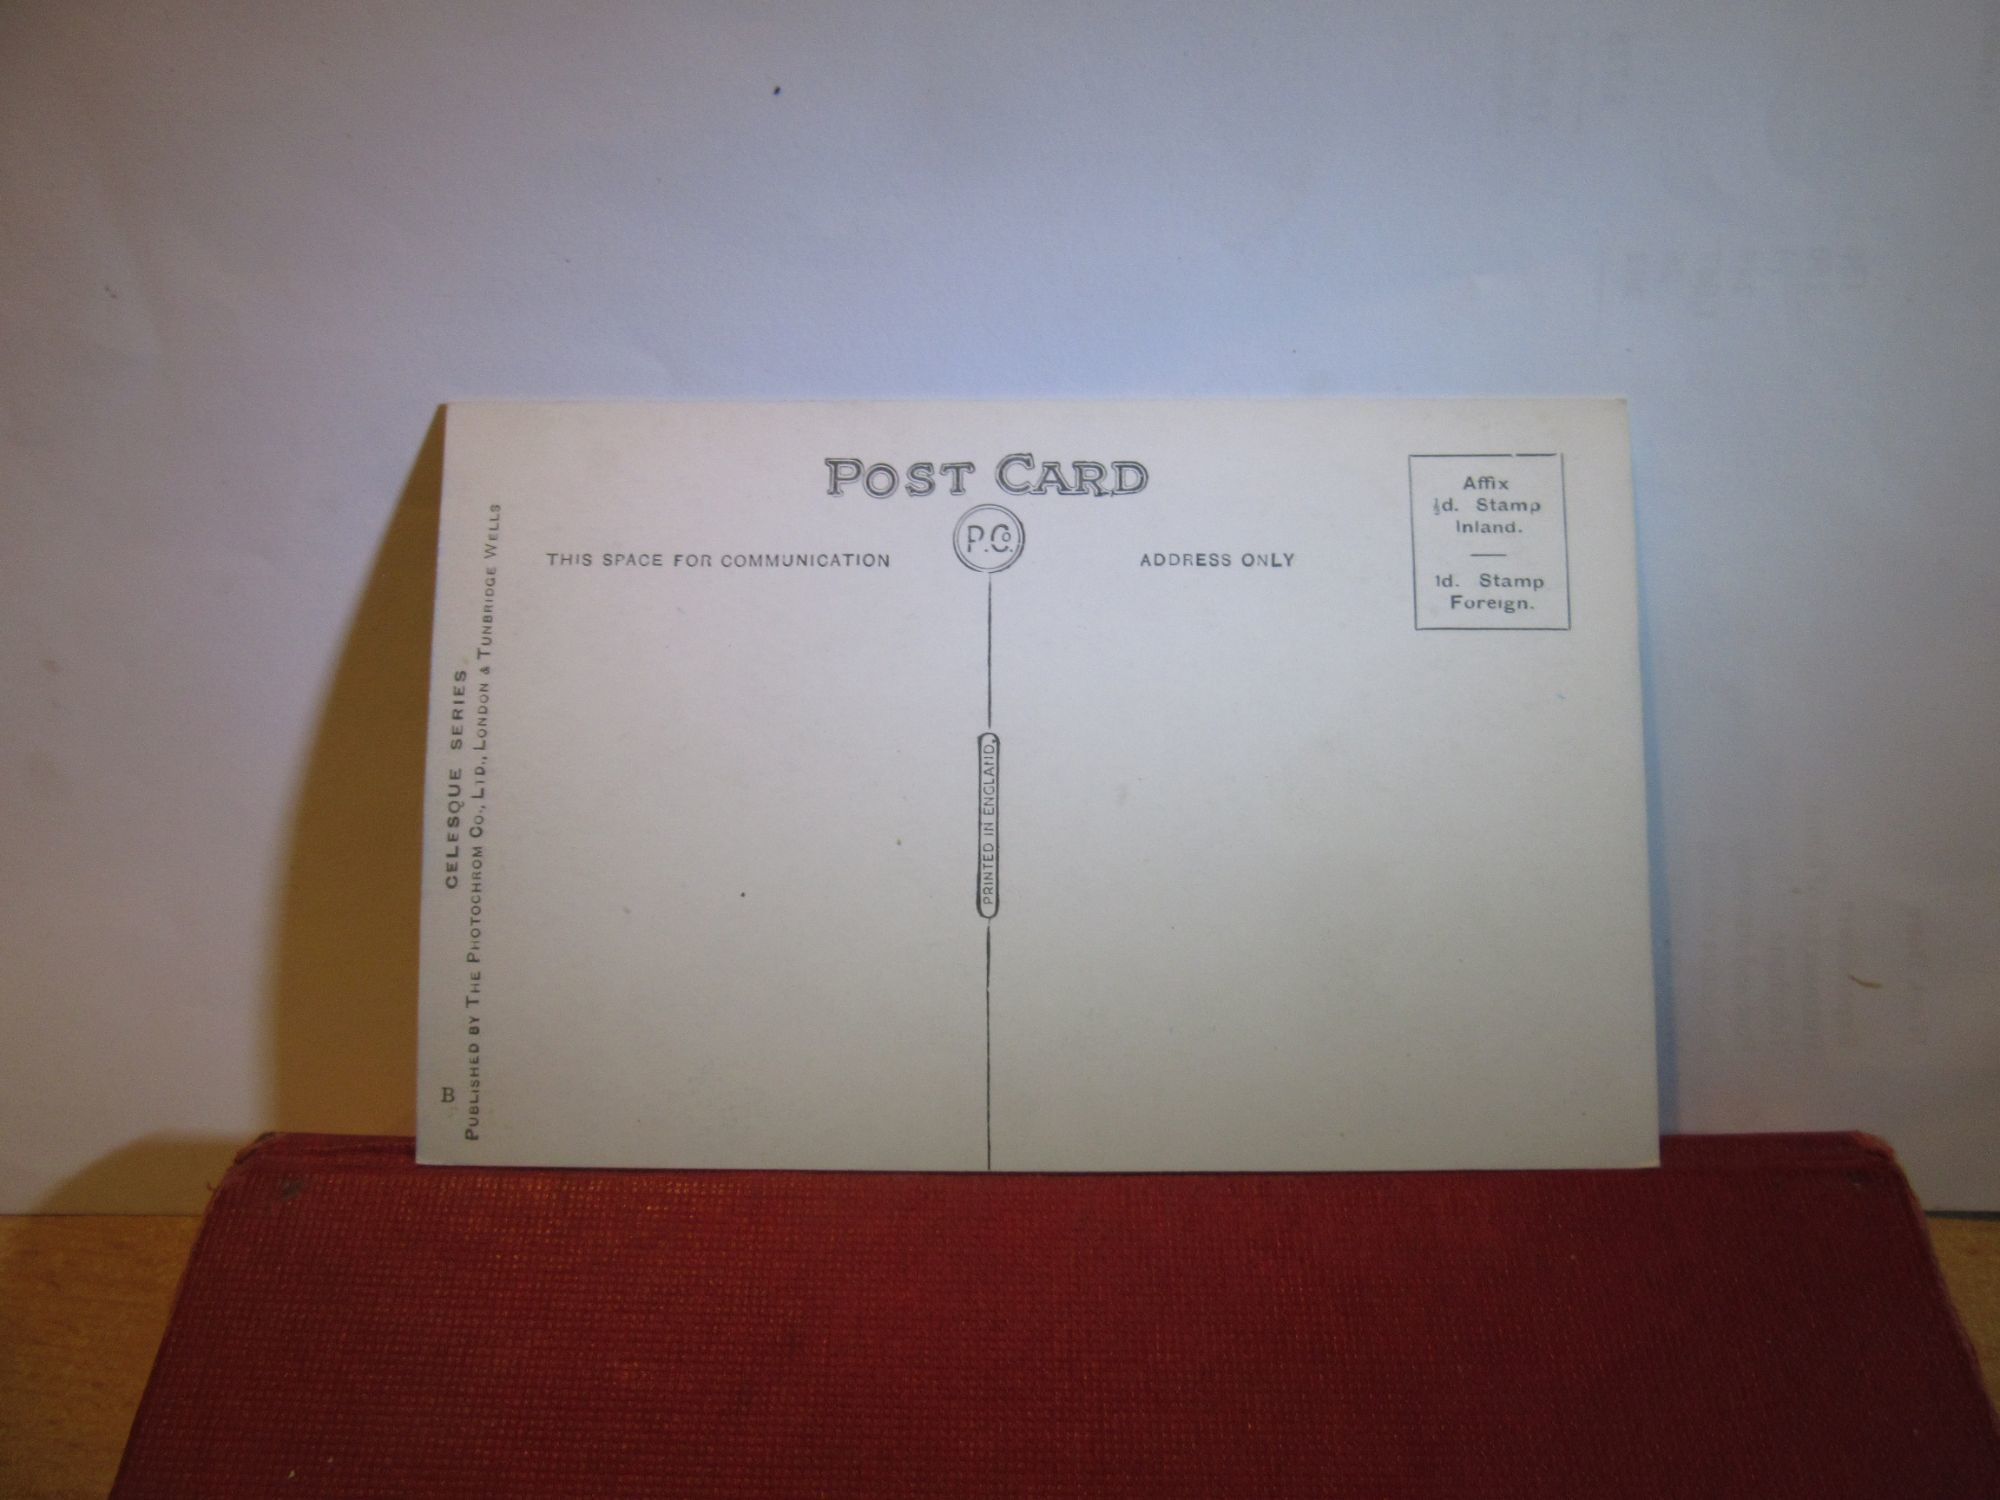 POST CARD
P.Co.
THIS SPACE FOR COMMUNICATION
ADDRESS ONLY
Affix
½d. Stamp
Inland.
1d. Stamp
Foreign.
PRINTED IN ENGLAND.
CELESQUE SERIES
B
PUBLISHED BY THE PHOTOCHROM CO., LTD., LONDON & TUNBRIDGE WELLS